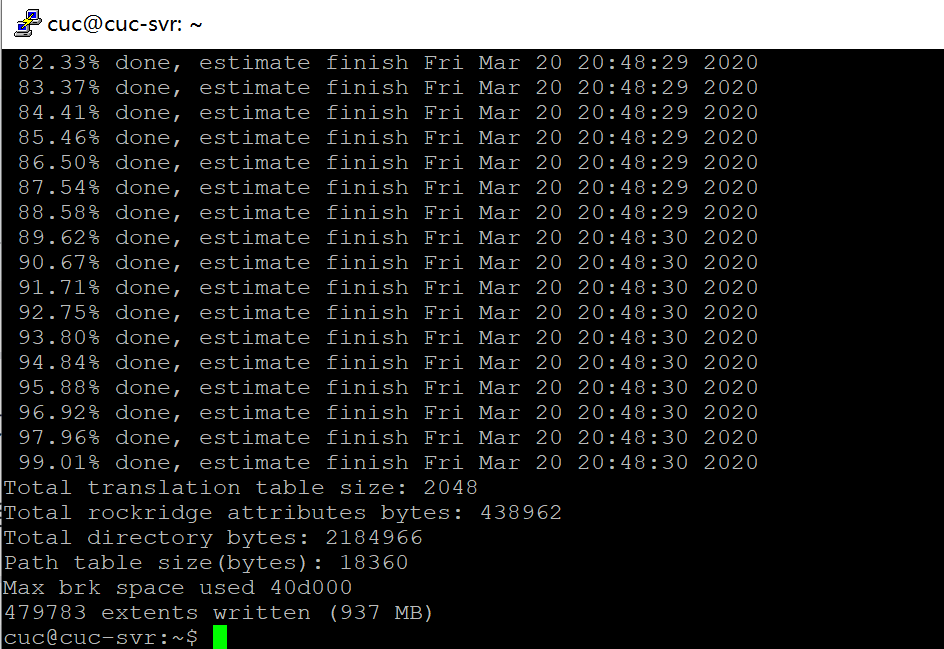 cuc@cuc-svr: ~
82.33% done, estimate finish Fri Mar 20 20:48:29 2020
83.37% done, estimate finish Fri Mar 20 20:48:29 2020
84.41% done, estimate finish Fri Mar 20 20:48:29 2020
85.46% done, estimate finish Fri Mar 20 20:48:29 2020
86.50% done, estimate finish Fri Mar 20 20:48:29 2020
87.54% done, estimate finish Fri Mar 20 20:48:29 2020
88.58% done, estimate finish Fri Mar 20 20:48:29 2020
89.62% done, estimate finish Fri Mar 20 20:48:30 2020
90.67% done, estimate finish Fri Mar 20 20:48:30 2020
91.71% done, estimate finish Fri Mar 20 20:48:30 2020
92.75% done, estimate finish Fri Mar 20 20:48:30 2020
93.80% done, estimate finish Fri Mar 20 20:48:30 2020
94.84% done, estimate finish Fri Mar 20 20:48:30 2020
95.88% done, estimate finish Fri Mar 20 20:48:30 2020
96.92% done, estimate finish Fri Mar 20 20:48:30 2020
97.96% done, estimate finish Fri Mar 20 20:48:30 2020
99.01% done, estimate finish Fri Mar 20 20:48:30 2020
Total translation table size: 2048
Total rockridge attributes bytes: 438962
Total directory bytes: 2184966
Path table size(bytes): 18360
Max brk space used 40d000
479783 extents written (937 MB)
cuc@cuc-svr:~$